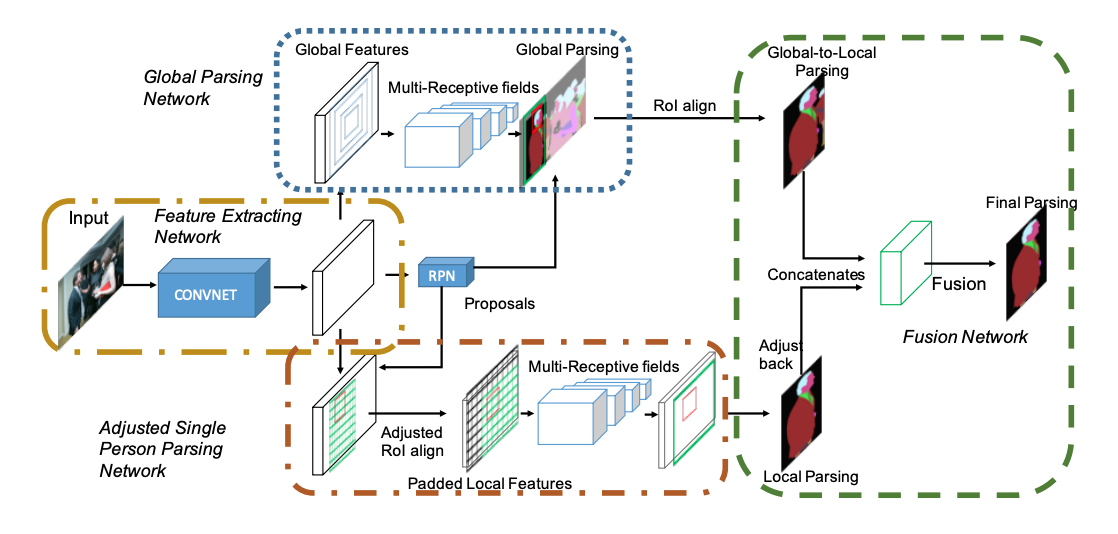 Global Parsing
Network
Global Features
Multi-Receptive fields
Global Parsing
RoI align
Global-to-Local
Parsing
Input
Feature Extracting
Network
CONVNET
RPN
Proposals
Concatenates
Fusion
Final Parsing
Fusion Network
Adjusted Single
Person Parsing
Network
Adjusted
RoI align
Padded Local Features
Multi-Receptive fields
Adjust
back
Local Parsing